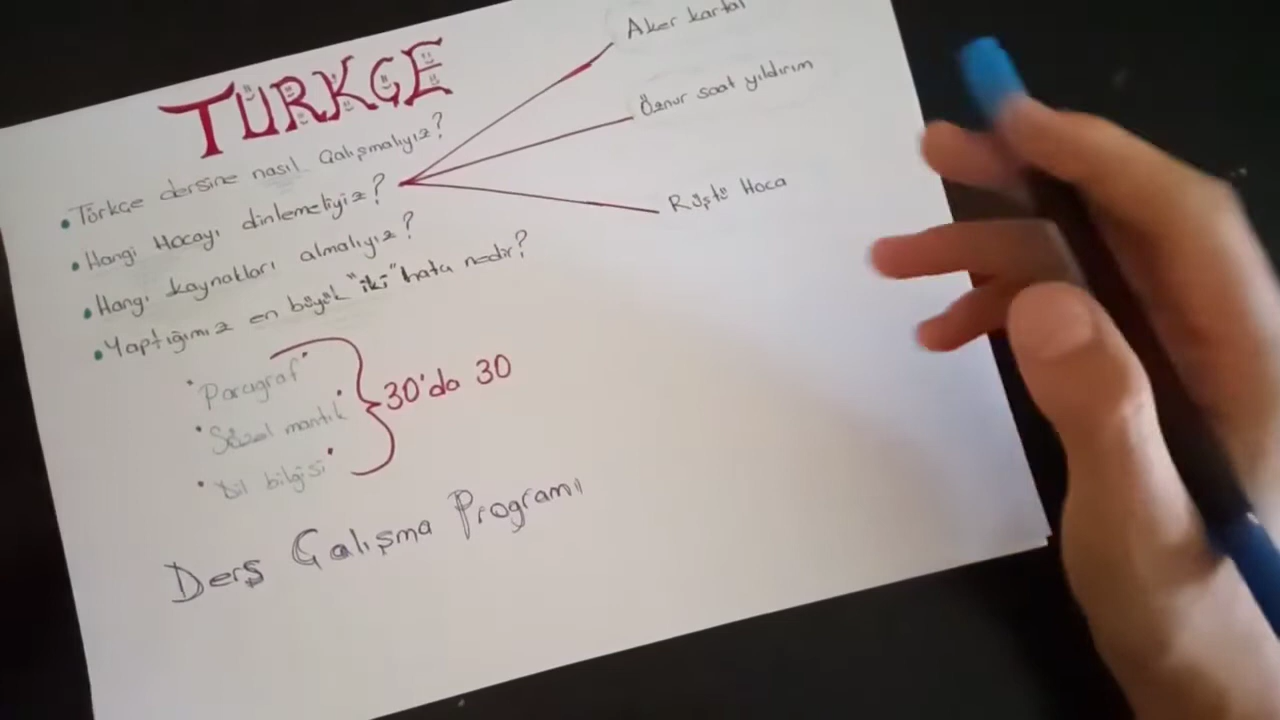 TÜRKÇE
• Türkçe dersine nasıl Çalışmalıyız?
• Hangi Hocayı dinlemeliyiz?
Aker kartal
Öznur saat yıldırım
Rüştü Hoca
• Hangi kaynakları almalıyız?
• Yaptığımız en büyük "iki" hata nedir?
• Paragraf
• Sözel mantık
• Dil bilgisi
30'da 30
Ders Çalışma Programı